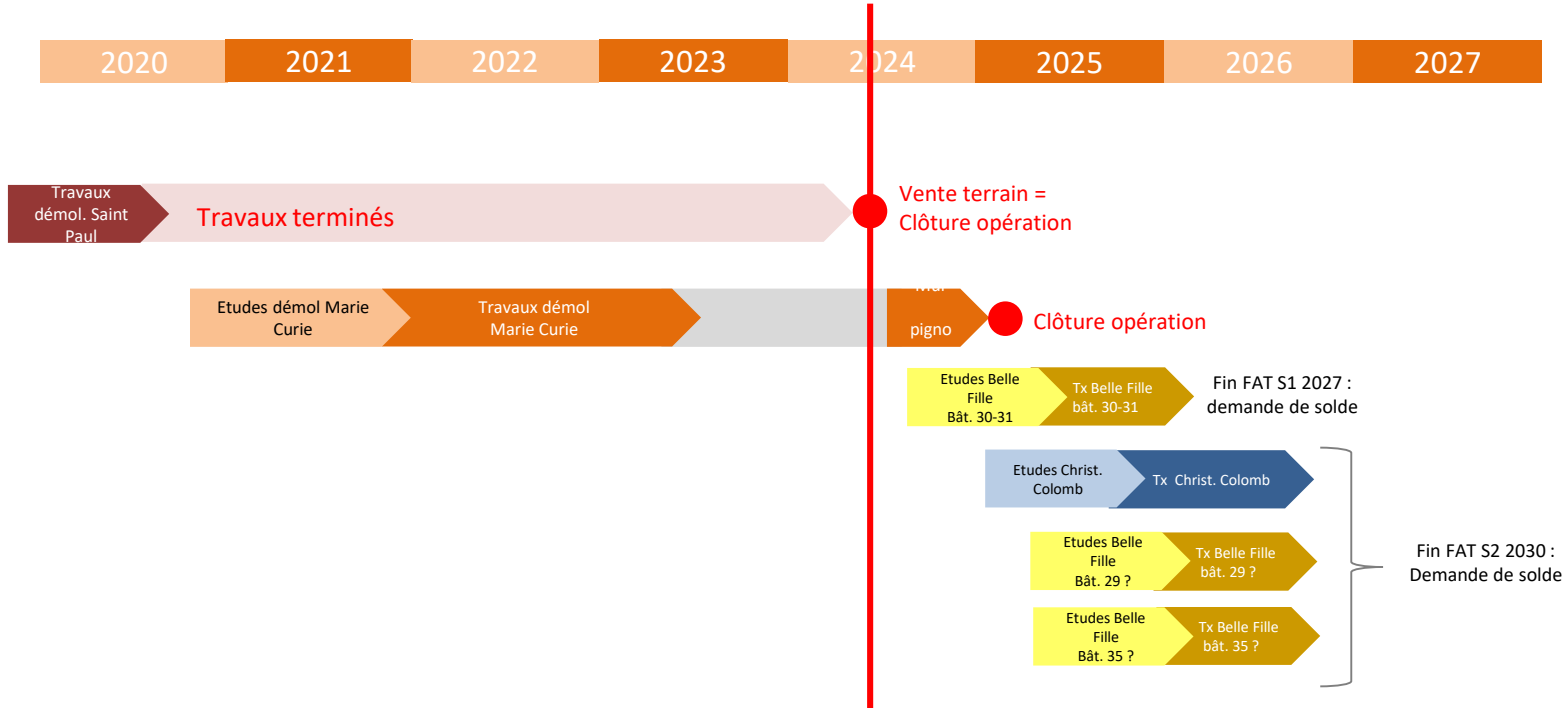 2020 2021 2022 2023 2024 2025 2026 2027
Travaux
démol. Saint
Paul
Travaux terminés
Vente terrain =
Clôture opération
Etudes démol Marie
Curie
Travaux démol
Marie Curie
pigno
Clôture opération
Etudes Belle
Fille
Bât. 30-31
Tx Belle Fille
bât. 30-31
Fin FAT S1 2027 :
demande de solde
Etudes Christ.
Colomb
Tx Christ. Colomb
Etudes Belle
Fille
Bât. 29 ?
Tx Belle Fille
bât. 29 ?
Fin FAT S2 2030 :
Demande de solde
Etudes Belle
Fille
Bât. 35 ?
Tx Belle Fille
bât. 35 ?